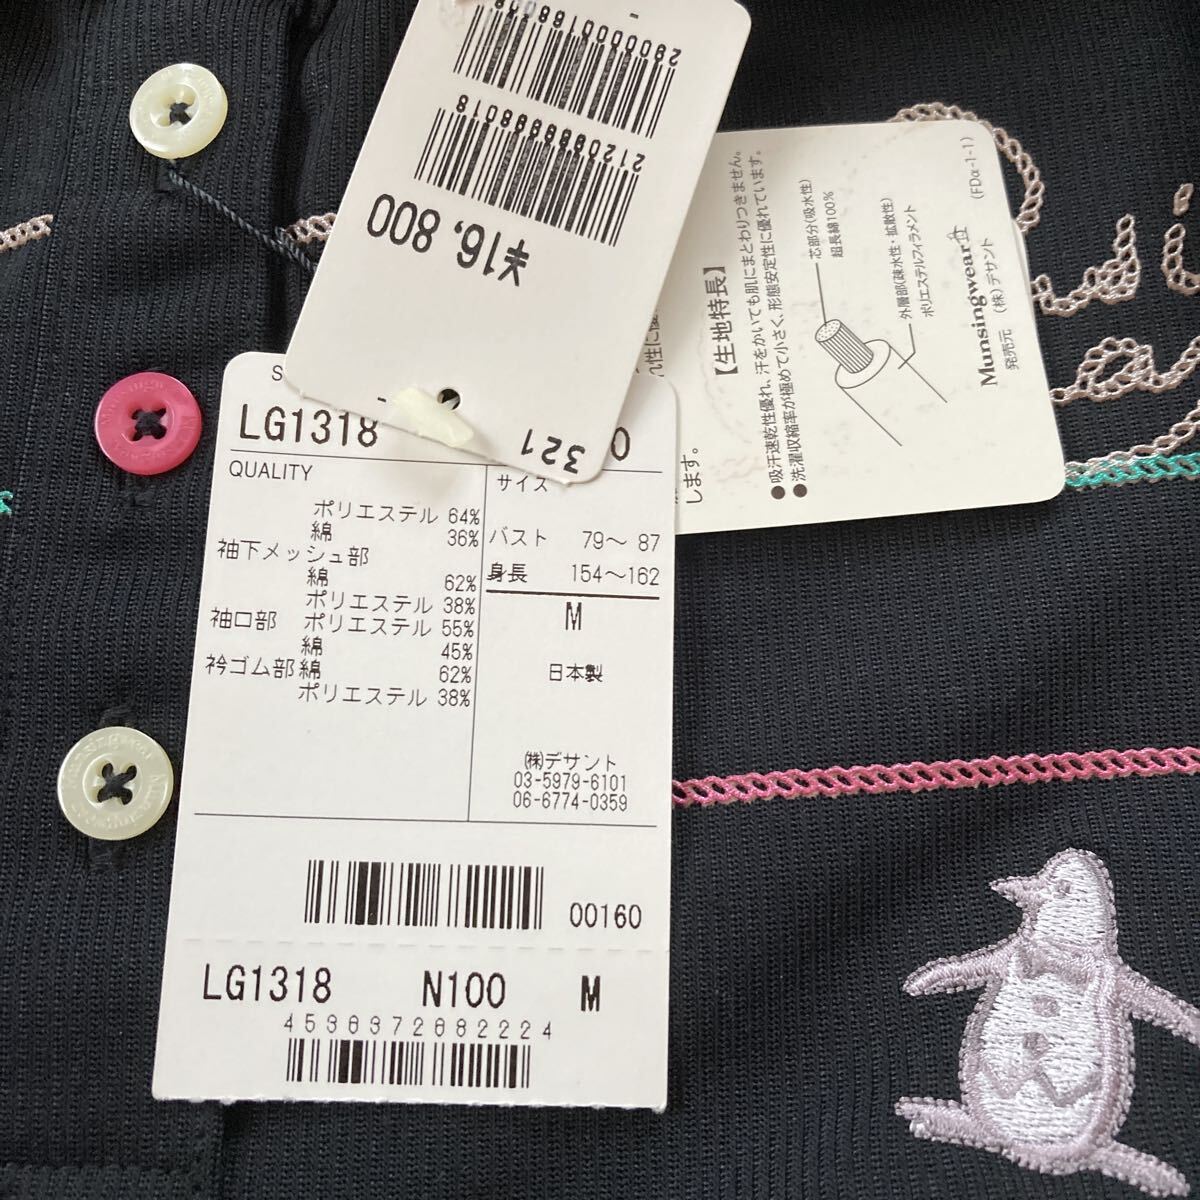 2120989998018
¥16,800
321
LG1318
QUALITY
ポリエステル 64%
綿 36%
袖下メッシュ部
綿 62%
ポリエステル 38%
袖口部 ポリエステル 55%
綿 45%
衿ゴム部 綿 62%
ポリエステル 38%
サイズ
バスト 79〜 87
身長 154〜162
M
日本製
㈱デサント
03-5979-6101
06-6774-0359
00160
LG1318 N100 M
【生地特長】
●吸汗速乾性優れ、汗をかいても肌にまとわりつきません。
●洗濯収縮率が極めて小さく、形態安定性に優れています。
します。
芯部分(吸水性)
超長綿100%
外層部(疎水性・拡散性)
ポリエステルフィラメント
Munsingwear
発売元 (株)デサント
(FDα-1-1)